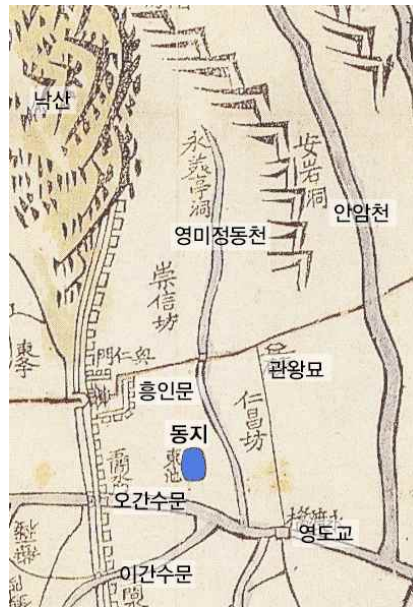 낙산
永美亭洞
安岩洞
안암천
영미정동천
崇信坊
東學
興仁門
관왕묘
흥인문
仁昌坊
동지
東池
오간수문
영도교
이간수문